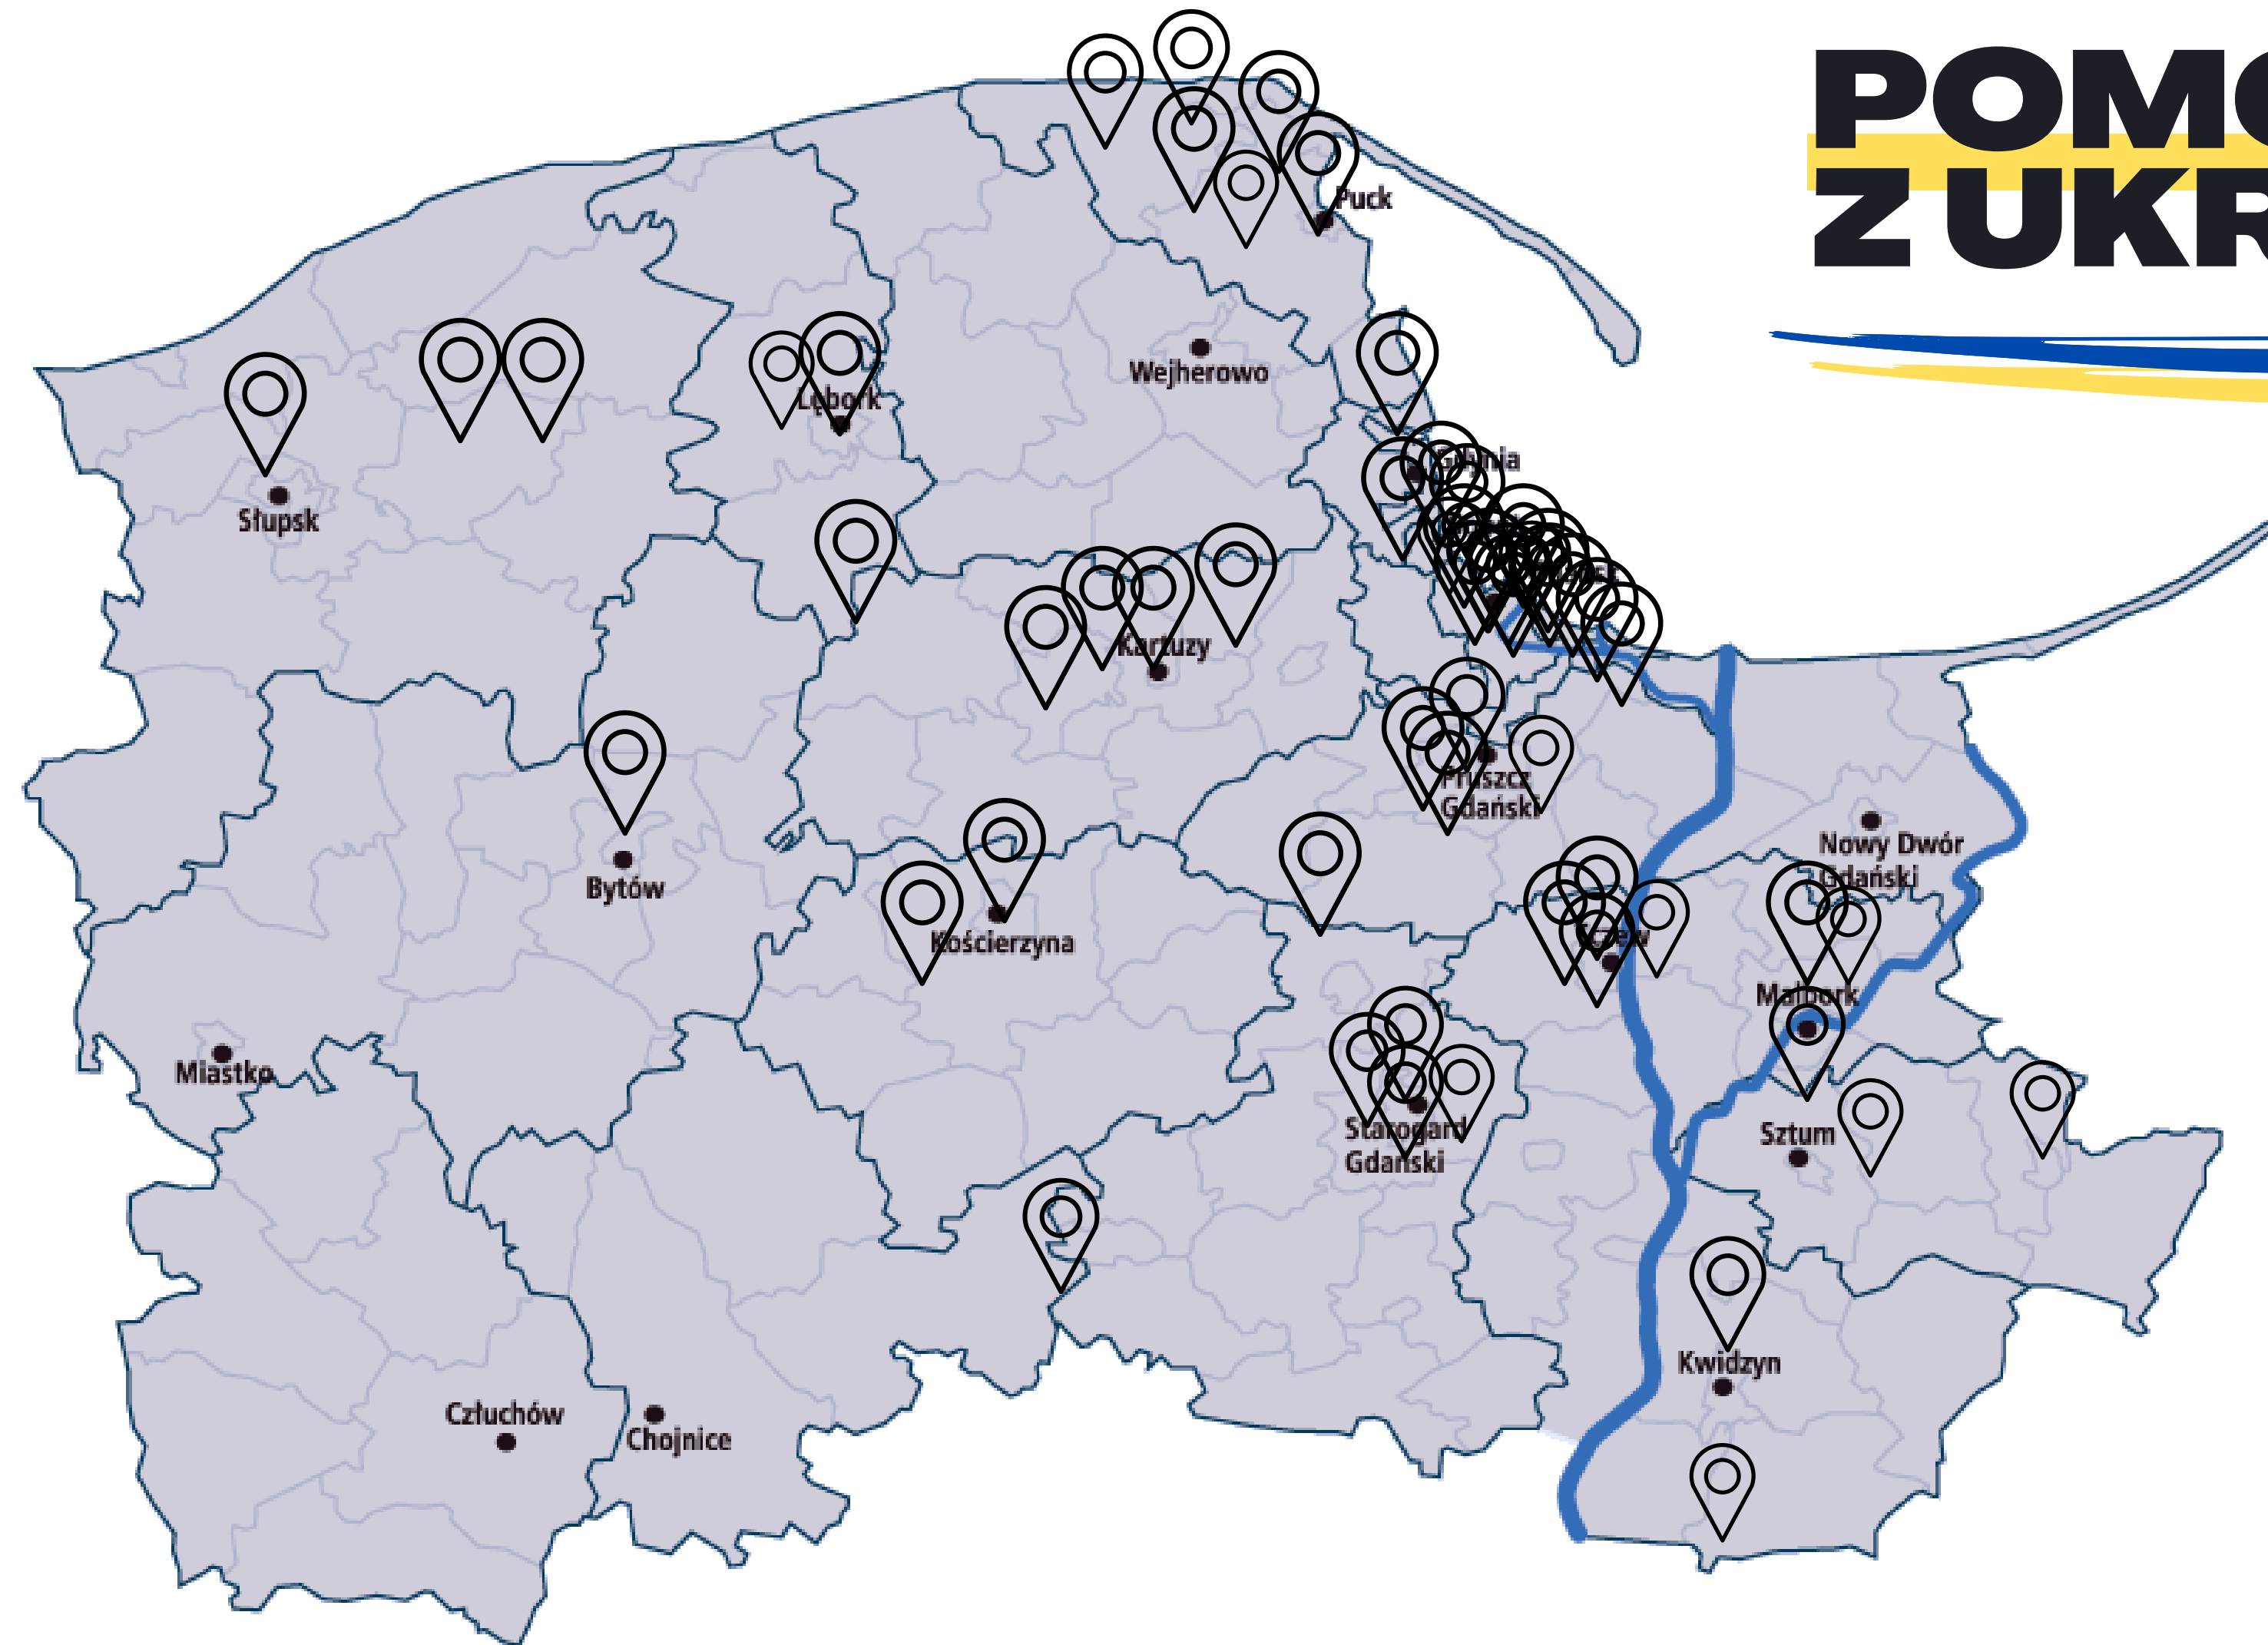 POMO
Z UKR
Puck
Wejherowo
Lębork
Gdynia
Słupsk
Kartuzy
Pruszcz
Gdański
Nowy Dwór
Gdański
Bytów
Kościerzyna
Tczew
Malbork
Miastko
Starogard
Gdański
Sztum
Kwidzyn
Człuchów
Chojnice